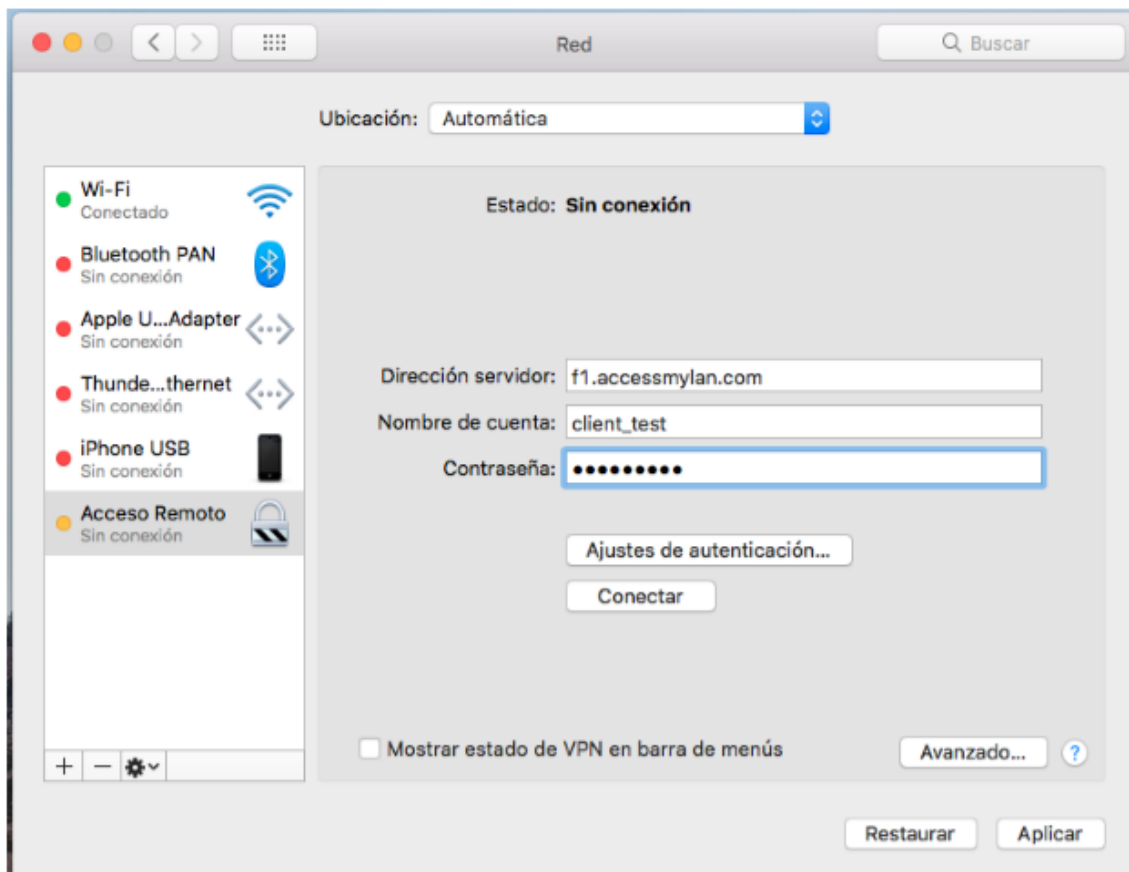 Red
Buscar
Ubicación: Automática
Wi-Fi
Conectado
Bluetooth PAN
Sin conexión
Apple U...Adapter
Sin conexión
Thunde...thernet
Sin conexión
iPhone USB
Sin conexión
Acceso Remoto
Sin conexión
Estado: Sin conexión
Dirección servidor: f1.accessmylan.com
Nombre de cuenta: client_test
Contraseña: •••••••••
Ajustes de autenticación...
Conectar
Mostrar estado de VPN en barra de menús
Avanzado... ?
Restaurar Aplicar